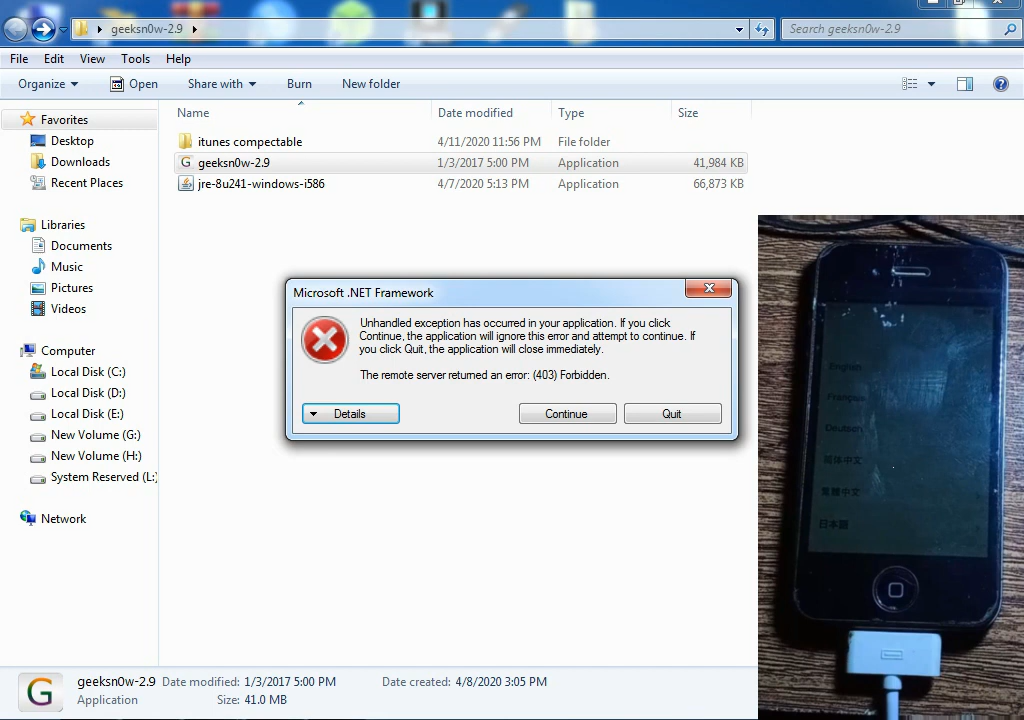 geeksn0w-2.9
Search geeksn0w-2.9
File Edit View Tools Help
Organize Open Share with Burn New folder
Name Date modified Type Size
Favorites
Desktop
Downloads
Recent Places
Libraries
Documents
Music
Pictures
Videos
Computer
Local Disk (C:)
Local Disk (D:)
Local Disk (E:)
New Volume (G:)
New Volume (H:)
System Reserved (L:)
Network
itunes compectable 4/11/2020 11:56 PM File folder
geeksn0w-2.9 1/3/2017 5:00 PM Application 41,984 KB
jre-8u241-windows-i586 4/7/2020 5:13 PM Application 66,873 KB
Microsoft .NET Framework
Unhandled exception has occurred in your application. If you click
Continue, the application will ignore this error and attempt to continue. If
you click Quit, the application will close immediately.
The remote server returned an error: (403) Forbidden.
Details Continue Quit
English
Français
Deutsch
简体中文
繁體中文
日本語
geeksn0w-2.9 Date modified: 1/3/2017 5:00 PM Date created: 4/8/2020 3:05 PM
Application Size: 41.0 MB